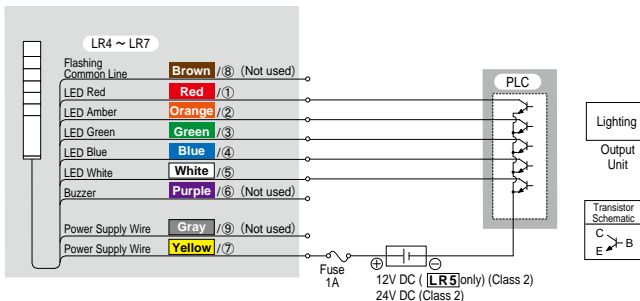 LR4 ~ LR7
Flashing
Common Line
Brown /⑧ (Not used)
LED Red
Red /①
LED Amber
Orange /②
LED Green
Green /③
LED Blue
Blue /④
LED White
White /⑤
Buzzer
Purple /⑥ (Not used)
Power Supply Wire
Gray /⑨ (Not used)
Power Supply Wire
Yellow /⑦
Fuse
1A
⊕
⊖
12V DC ( LR5 only) (Class 2)
24V DC (Class 2)
PLC
Lighting
Output
Unit
Transistor
Schematic
C
B
E